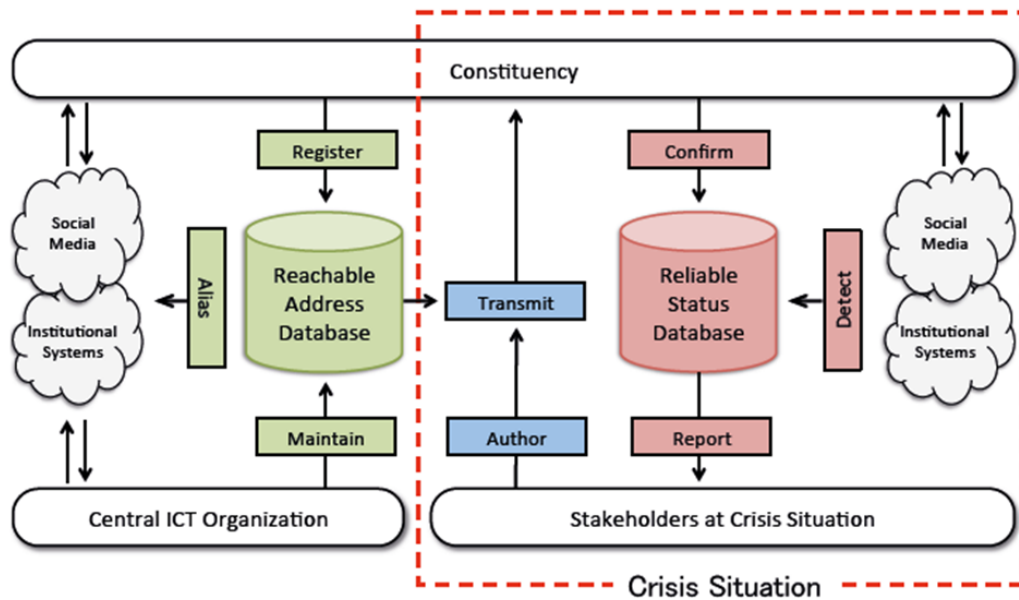 Constituency
Register
Confirm
Social
Media
Social
Media
Alias
Reachable
Address
Database
Transmit
Reliable
Status
Database
Detect
Institutional
Systems
Institutional
Systems
Maintain
Author
Report
Central ICT Organization
Stakeholders at Crisis Situation
Crisis Situation